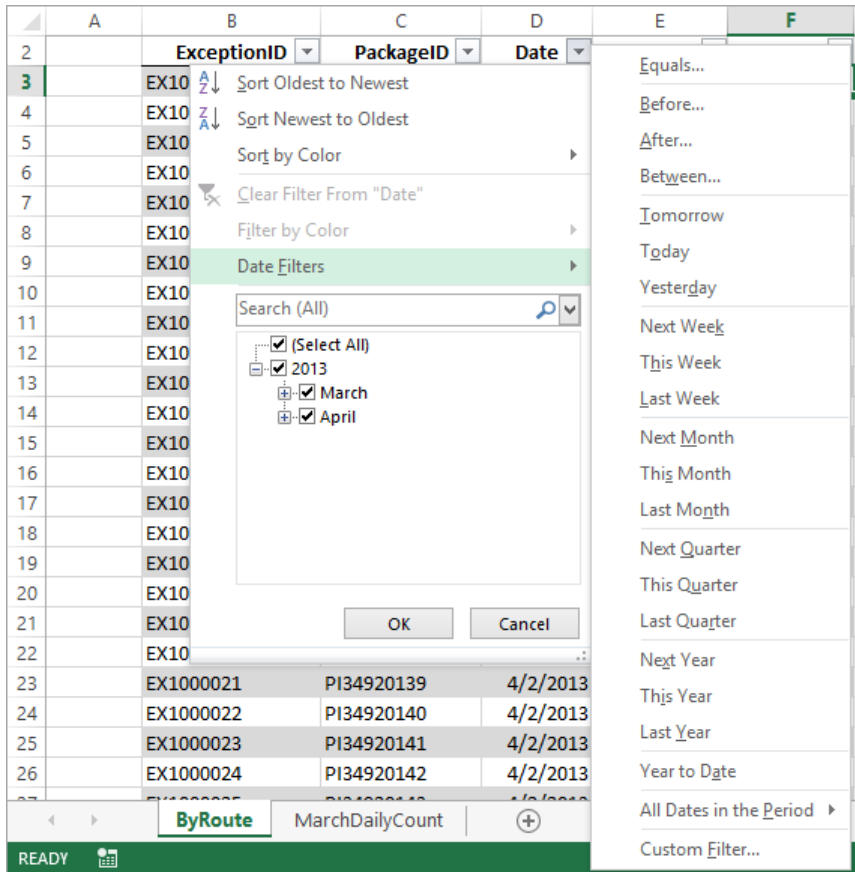 A B C D E F
2 ExceptionID PackageID Date
3 EX10
4 EX10
5 EX10
6 EX10
7 EX10
8 EX10
9 EX10
10 EX10
11 EX10
12 EX10
13 EX10
14 EX10
15 EX10
16 EX10
17 EX10
18 EX10
19 EX10
20 EX10
21 EX10
22 EX10
23 EX1000021 PI34920139 4/2/2013
24 EX1000022 PI34920140 4/2/2013
25 EX1000023 PI34920141 4/2/2013
26 EX1000024 PI34920142 4/2/2013
Sort Oldest to Newest
Sort Newest to Oldest
Sort by Color
Clear Filter From "Date"
Filter by Color
Date Filters
Search (All)
(Select All)
2013
March
April
OK Cancel
Equals...
Before...
After...
Between...
Tomorrow
Today
Yesterday
Next Week
This Week
Last Week
Next Month
This Month
Last Month
Next Quarter
This Quarter
Last Quarter
Next Year
This Year
Last Year
Year to Date
All Dates in the Period
Custom Filter...
ByRoute MarchDailyCount
READY